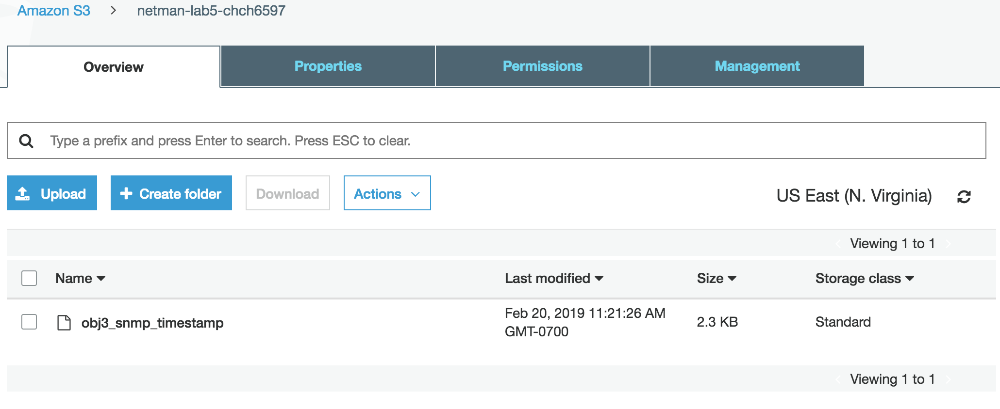 Amazon S3 > netman-lab5-chch6597
Overview Properties Permissions Management
Type a prefix and press Enter to search. Press ESC to clear.
Upload + Create folder Download Actions US East (N. Virginia)
Viewing 1 to 1
Name Last modified Size Storage class
obj3_snmp_timestamp Feb 20, 2019 11:21:26 AM 2.3 KB Standard
GMT-0700
Viewing 1 to 1